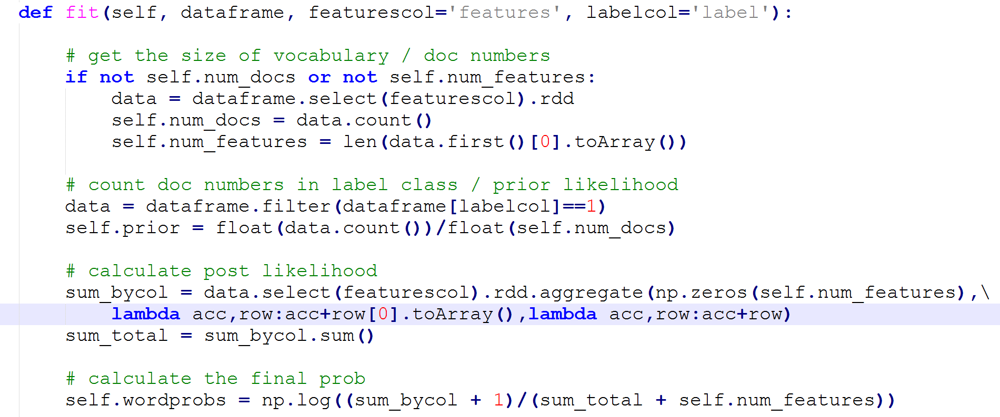 def fit(self, dataframe, featurescol='features', labelcol='label'):
# get the size of vocabulary / doc numbers
if not self.num_docs or not self.num_features:
data = dataframe.select(featurescol).rdd
self.num_docs = data.count()
self.num_features = len(data.first()[0].toArray())
# count doc numbers in label class / prior likelihood
data = dataframe.filter(dataframe[labelcol]==1)
self.prior = float(data.count())/float(self.num_docs)
# calculate post likelihood
sum_bycol = data.select(featurescol).rdd.aggregate(np.zeros(self.num_features),\
lambda acc,row:acc+row[0].toArray(),lambda acc,row:acc+row)
sum_total = sum_bycol.sum()
# calculate the final prob
self.wordprobs = np.log((sum_bycol + 1)/(sum_total + self.num_features))